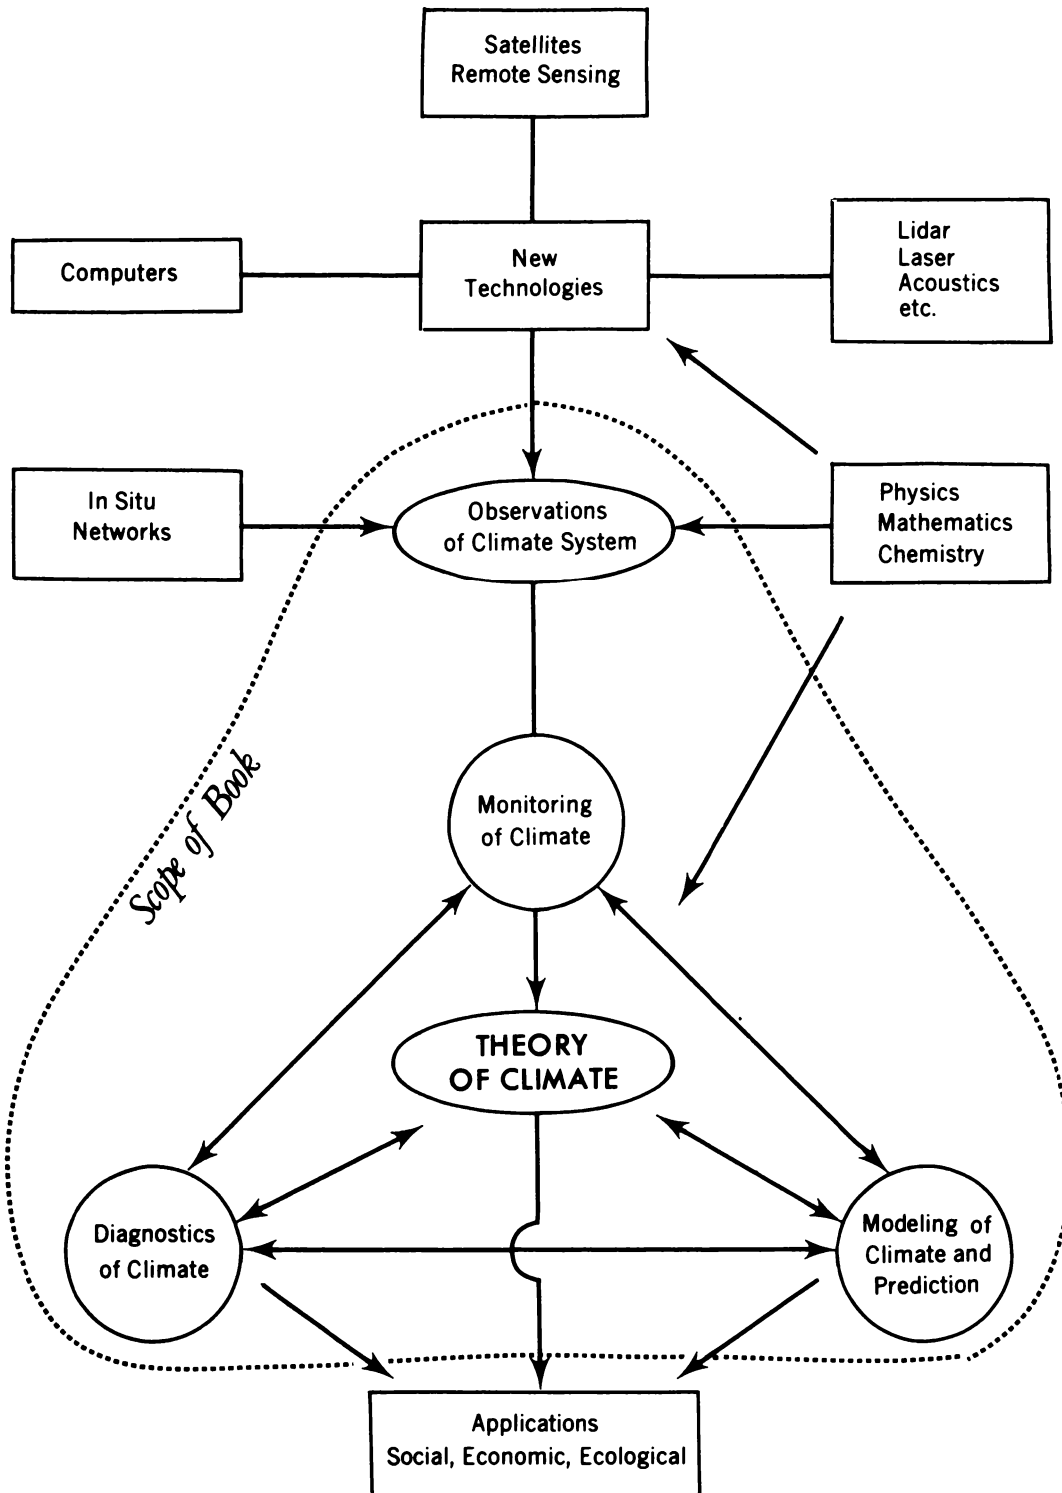 Satellites
Remote Sensing
Computers
New
Technologies
Lidar
Laser
Acoustics
etc.
In Situ
Networks
Observations
of Climate System
Physics
Mathematics
Chemistry
Scope of Book
Monitoring
of Climate
THEORY
OF CLIMATE
Diagnostics
of Climate
Modeling of
Climate and
Prediction
Applications
Social, Economic, Ecological